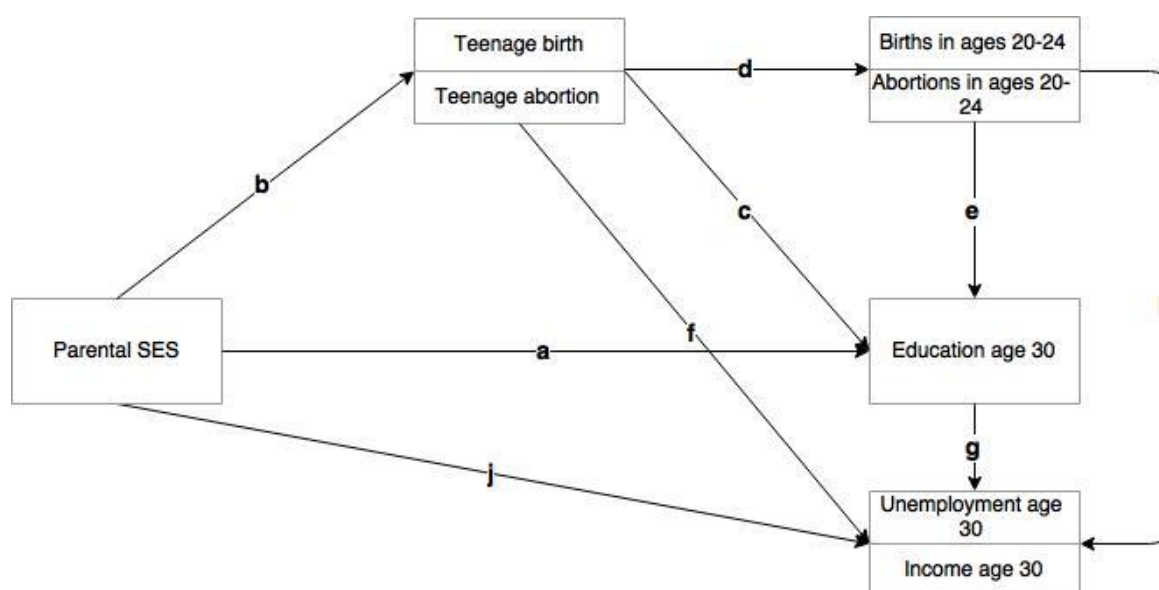 Teenage birth
Teenage abortion
d
Births in ages 20-24
Abortions in ages 20-
24
b
c
e
Parental SES
a
f
Education age 30
j
g
Unemployment age
30
Income age 30